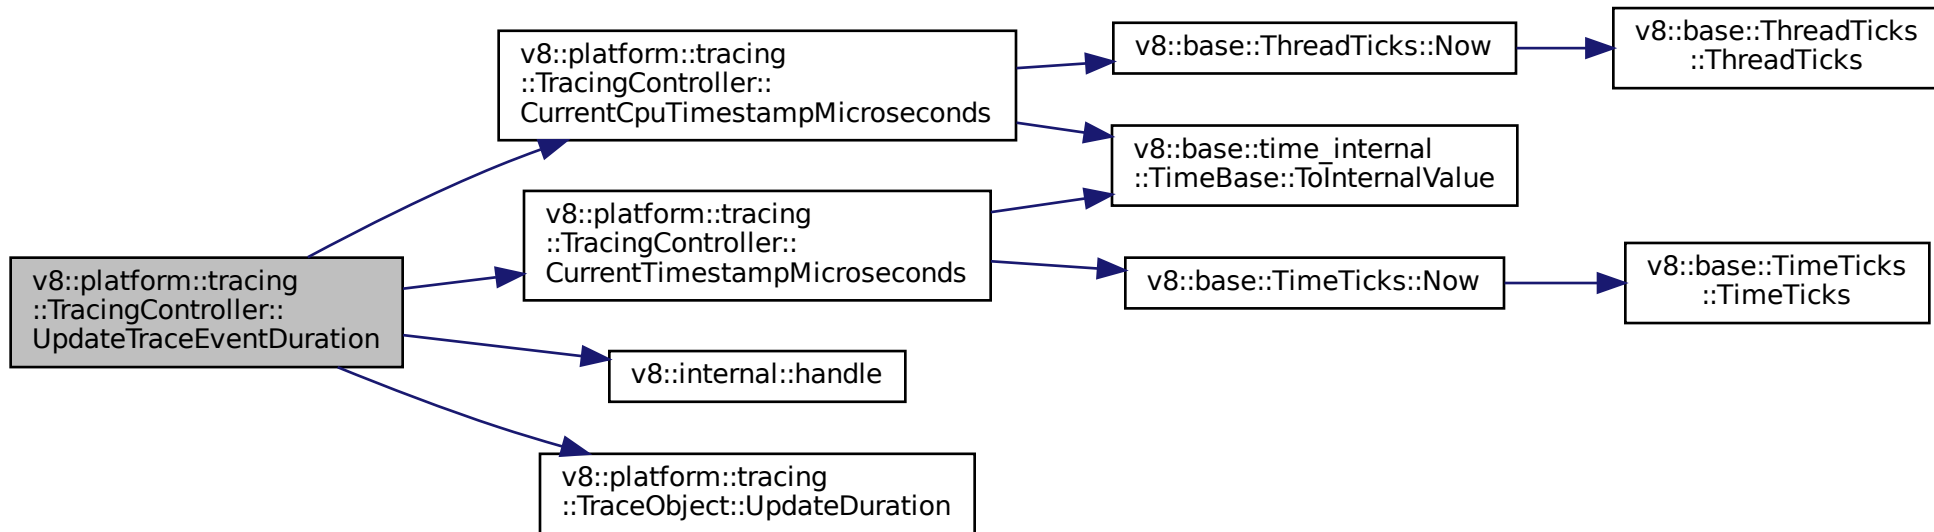 v8::platform::tracing
::TracingController::
UpdateTraceEventDuration
v8::platform::tracing
::TracingController::
CurrentCpuTimestampMicroseconds
v8::platform::tracing
::TracingController::
CurrentTimestampMicroseconds
v8::internal::handle
v8::platform::tracing
::TraceObject::UpdateDuration
v8::base::ThreadTicks::Now
v8::base::time_internal
::TimeBase::ToInternalValue
v8::base::TimeTicks::Now
v8::base::ThreadTicks
::ThreadTicks
v8::base::TimeTicks
::TimeTicks